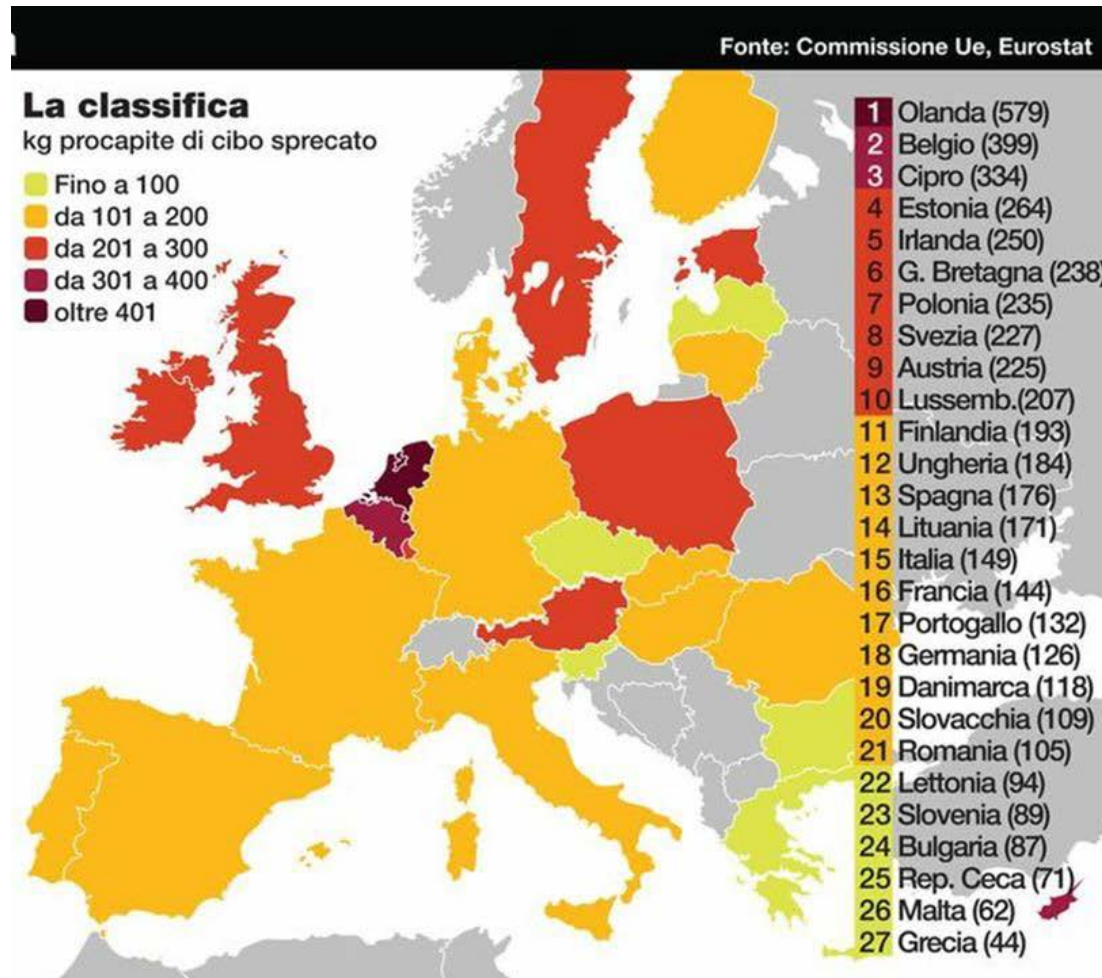 Fonte: Commissione Ue, Eurostat
La classifica
kg procapite di cibo sprecato
Fino a 100
da 101 a 200
da 201 a 300
da 301 a 400
oltre 401
1 Olanda (579)
2 Belgio (399)
3 Cipro (334)
4 Estonia (264)
5 Irlanda (250)
6 G. Bretagna (238)
7 Polonia (235)
8 Svezia (227)
9 Austria (225)
10 Lussemb.(207)
11 Finlandia (193)
12 Ungheria (184)
13 Spagna (176)
14 Lituania (171)
15 Italia (149)
16 Francia (144)
17 Portogallo (132)
18 Germania (126)
19 Danimarca (118)
20 Slovacchia (109)
21 Romania (105)
22 Lettonia (94)
23 Slovenia (89)
24 Bulgaria (87)
25 Rep. Ceca (71)
26 Malta (62)
27 Grecia (44)